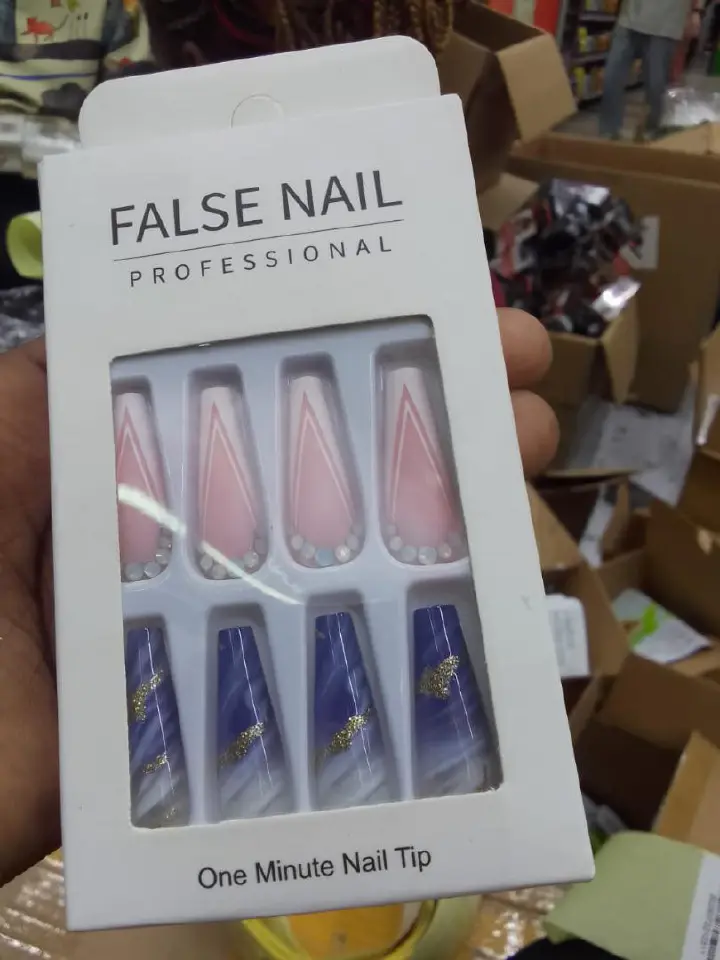 FALSE NAIL
PROFESSIONAL
One Minute Nail Tip